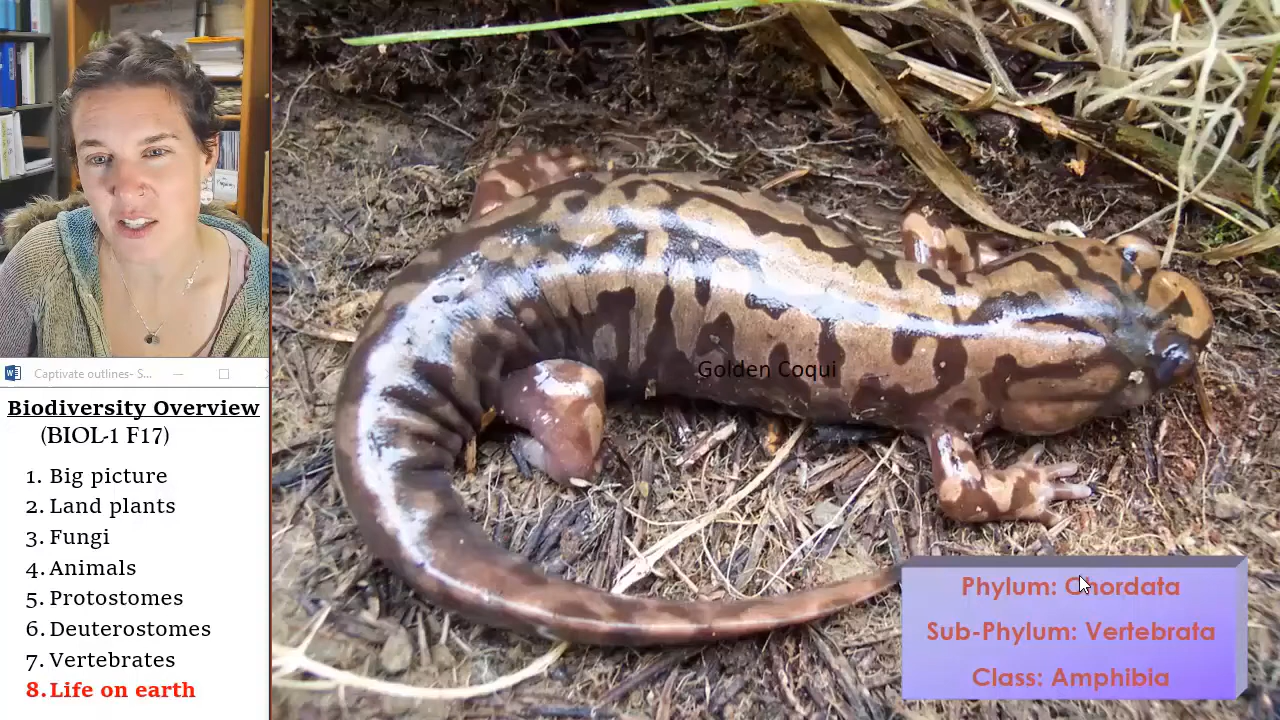 Captivate outlines- S...
Biodiversity Overview
(BIOL-1 F17)
1. Big picture
2. Land plants
3. Fungi
4. Animals
5. Protostomes
6. Deuterostomes
7. Vertebrates
8. Life on earth
Golden Coqui
Phylum: Chordata
Sub-Phylum: Vertebrata
Class: Amphibia